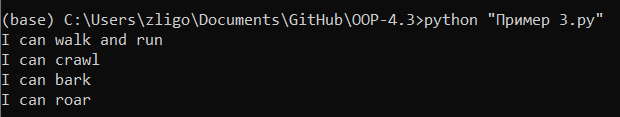 (base) C:\Users\zligo\Documents\GitHub\OOP-4.3>python "Пример 3.py"
I can walk and run
I can crawl
I can bark
I can roar